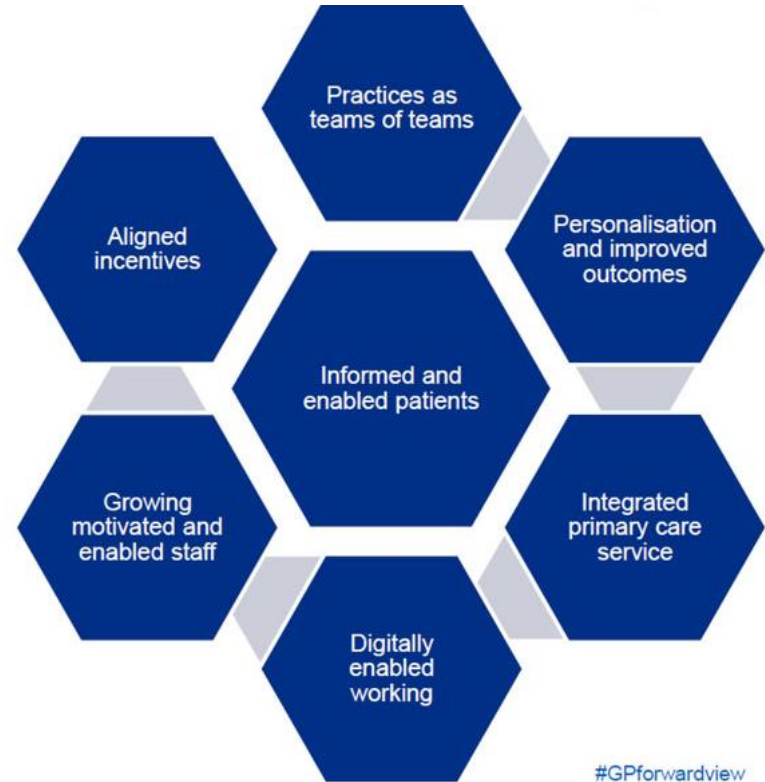 Practices as
teams of teams
Aligned
incentives
Personalisation
and improved
outcomes
Informed and
enabled patients
Growing
motivated and
enabled staff
Integrated
primary care
service
Digitally
enabled
working
#GPforwardview